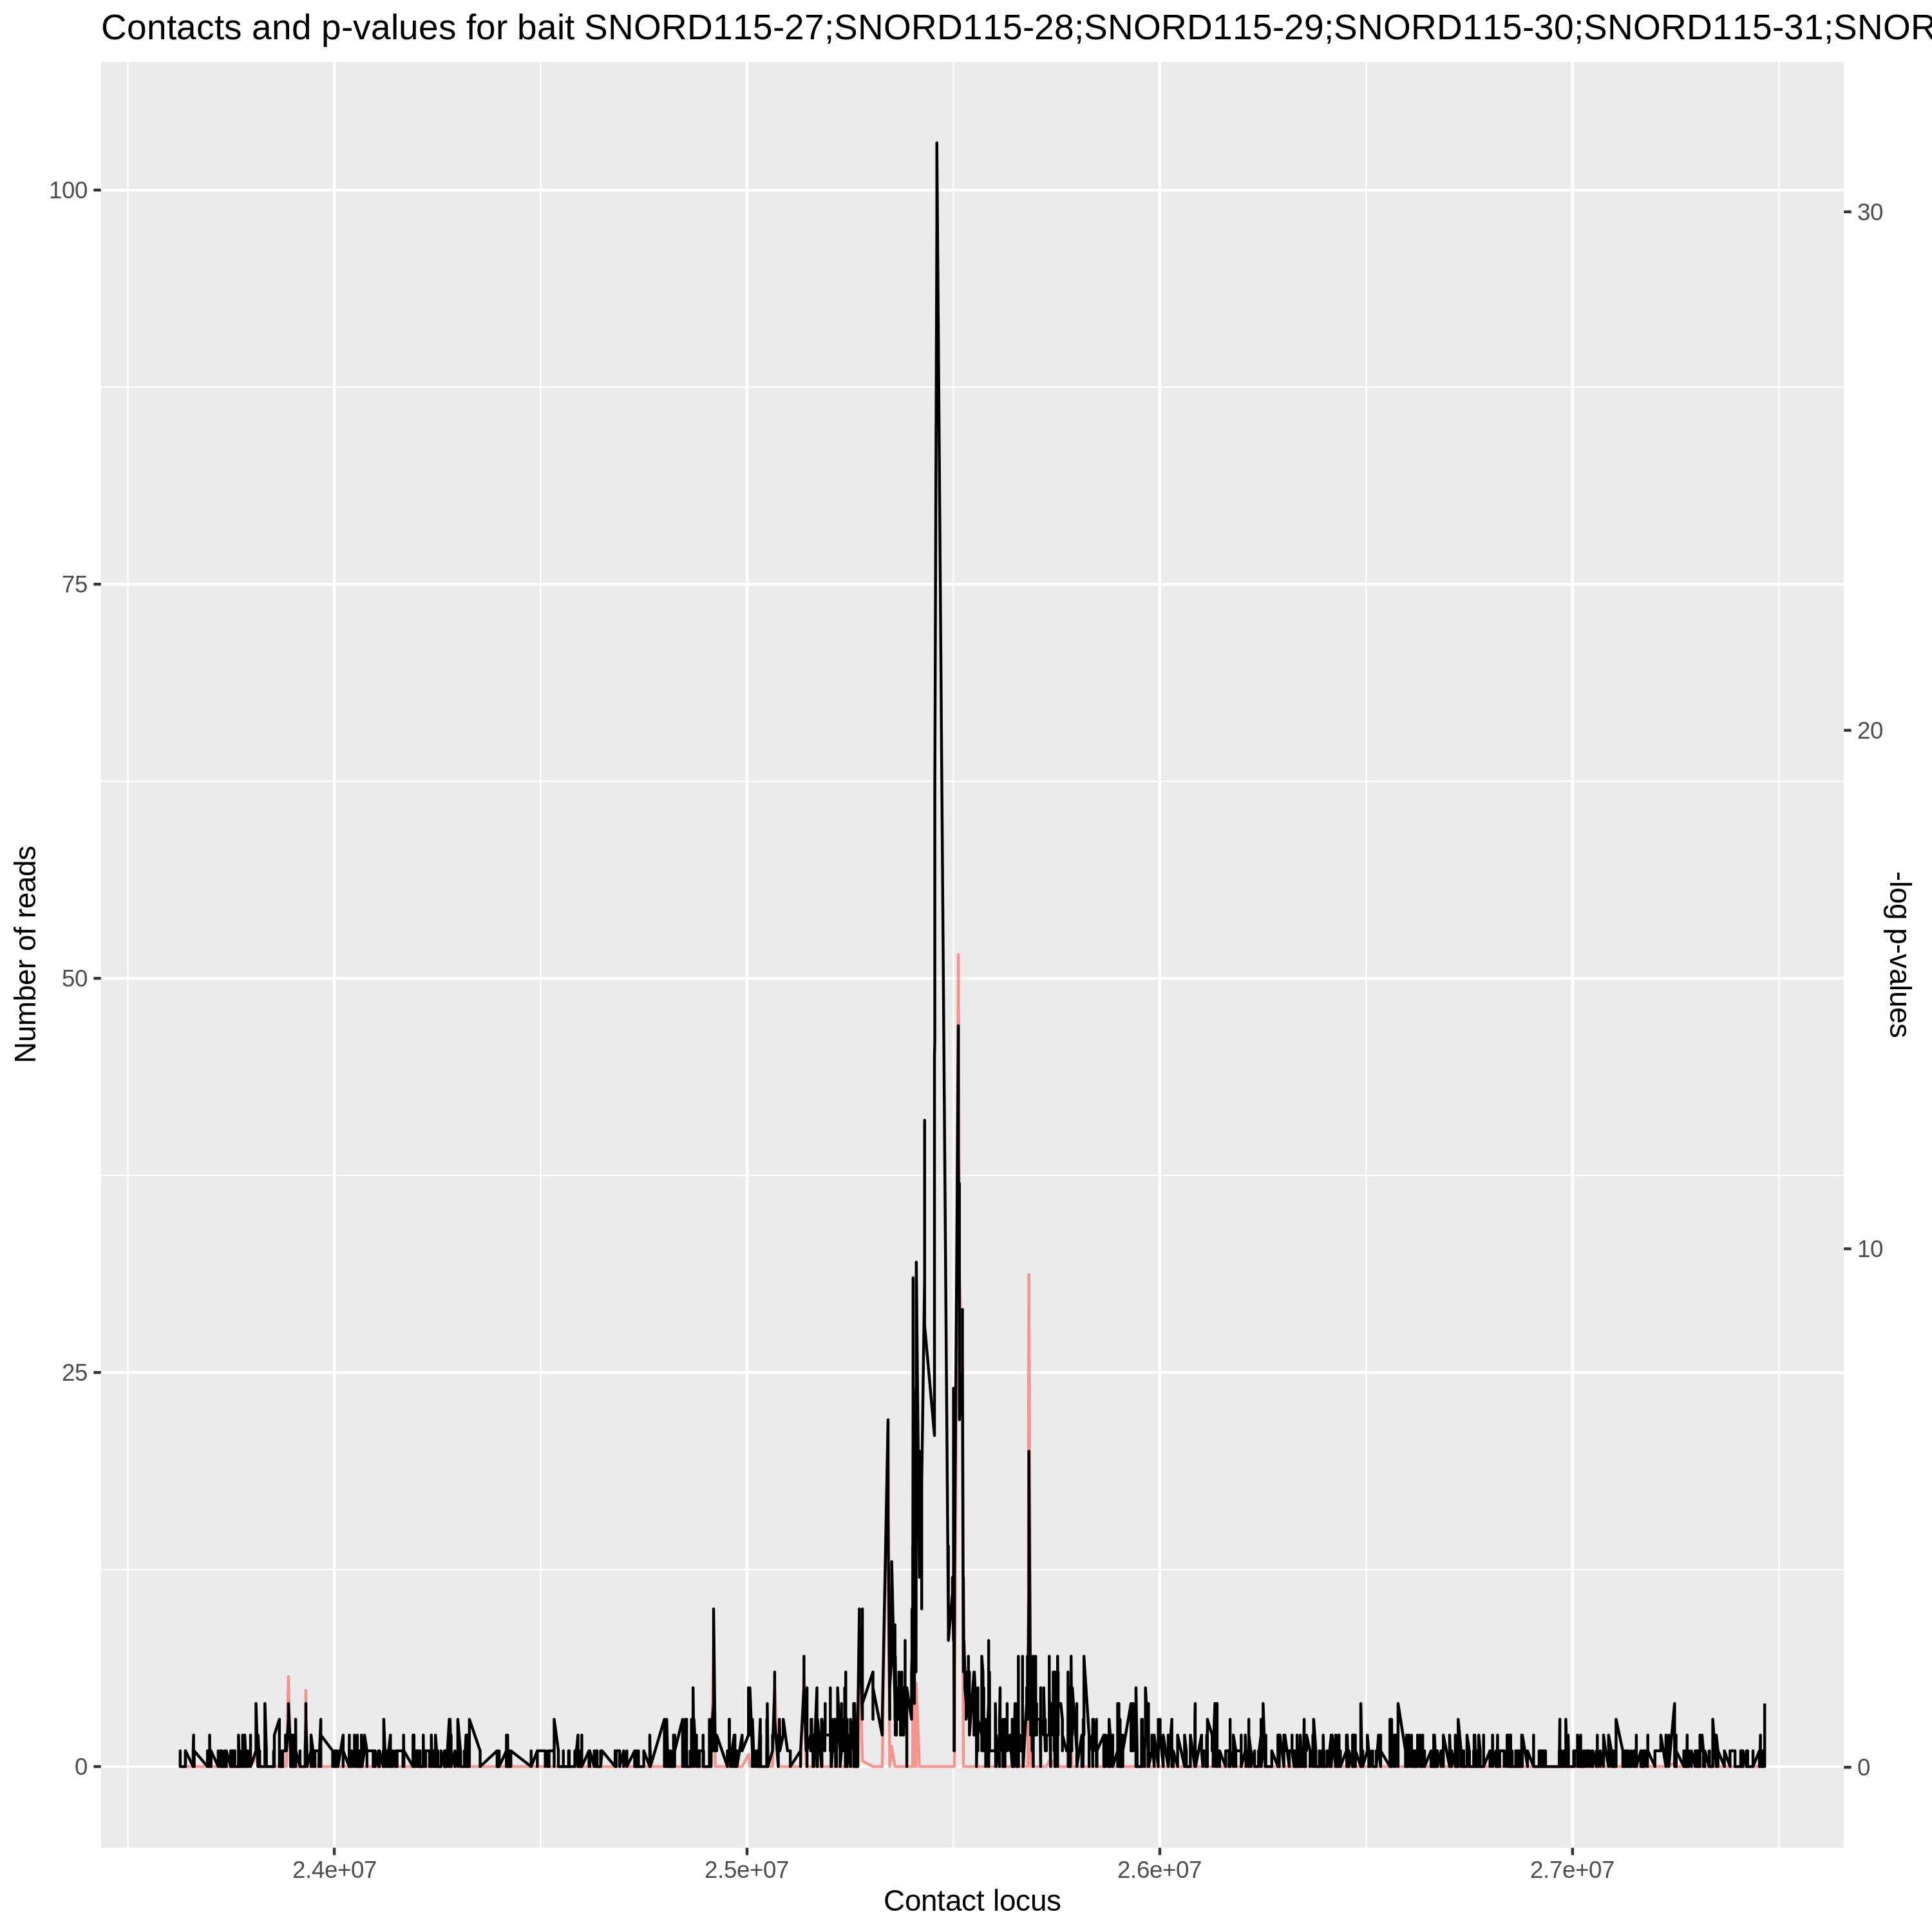 Contacts and p-values for bait SNORD115-27;SNORD115-28;SNORD115-29;SNORD115-30;SNORD115-31;SNOR
100
75
50
25
0
30
20
10
0
Number of reads
-log p-values
2.4e+07 2.5e+07 2.6e+07 2.7e+07
Contact locus